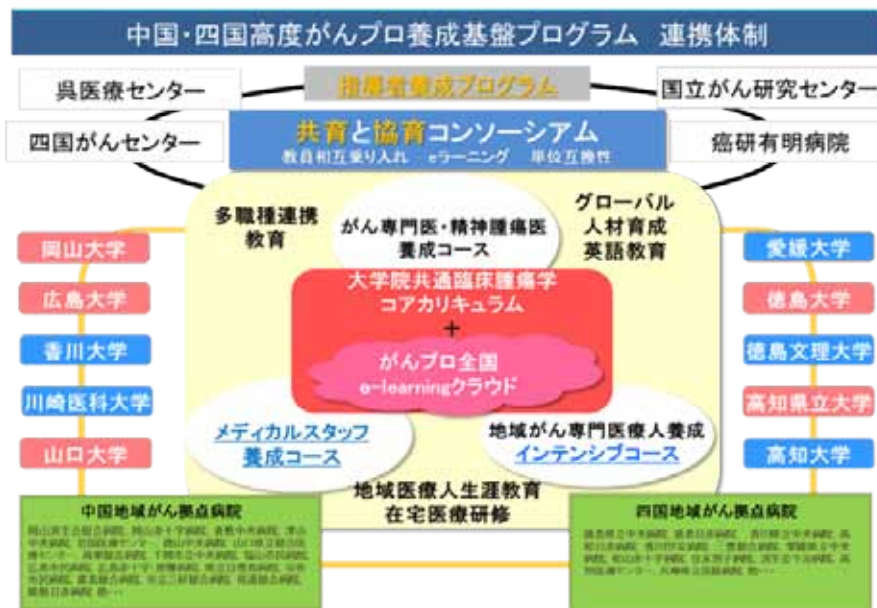 中国・四国高度がんプロ養成基盤プログラム 連携体制
呉医療センター
指導者養成プログラム
国立がん研究センター
四国がんセンター
共育と協育コンソーシアム
教員相互乗り入れ eラーニング 単位互換性
癌研有明病院
多職種連携
教育
がん専門医・精神腫瘍医
養成コース
グローバル
人材育成
英語教育
岡山大学
広島大学
香川大学
川崎医科大学
山口大学
大学院共通臨床腫瘍学
コアカリキュラム
+
がんプロ全国
e-learningクラウド
愛媛大学
徳島大学
徳島文理大学
高知県立大学
高知大学
メディカルスタッフ
養成コース
地域がん専門医療人養成
インテンシブコース
地域医療人生涯教育
在宅医療研修
中国地域がん拠点病院
四国地域がん拠点病院